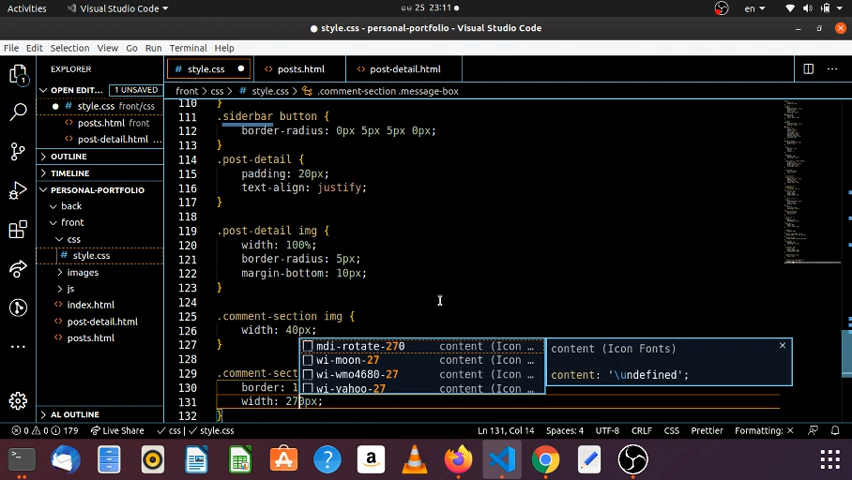 Activities
Visual Studio Code
25 23:11
en
style.css - personal-portfolio - Visual Studio Code
File Edit Selection View Go Run Terminal Help
EXPLORER
style.css
posts.html
post-detail.html
OPEN EDIT... 1 UNSAVED
style.css front/css
posts.html front
post-detail.html ...
OUTLINE
TIMELINE
PERSONAL-PORTFOLIO
back
front
css
style.css
images
js
index.html
post-detail.html
posts.html
AL OUTLINE
front > css > style.css > .comment-section .message-box
110 }
111 .siderbar button {
112 border-radius: 0px 5px 5px 0px;
113 }
114 .post-detail {
115 padding: 20px;
116 text-align: justify;
117 }
118
119 .post-detail img {
120 width: 100%;
121 border-radius: 5px;
122 margin-bottom: 10px;
123 }
124
125 .comment-section img {
126 width: 40px;
127 }
128
129 .comment-sect
130 border: 1
131 width: 270px;
132 }
mdi-rotate-270 content (Icon ...
wi-moon-27 content (Icon ...
wi-wmo4680-27 content (Icon ...
wi-yahoo-27 content (Icon ...
content (Icon Fonts)
content: '\undefined';
0 0 179 Live Share css | style.css Ln 131, Col 14 Spaces: 4 UTF-8 CRLF CSS Prettier Formatting: